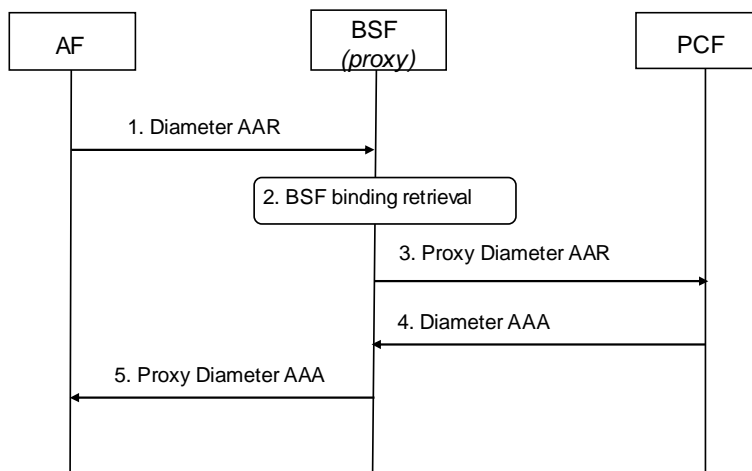 AF
BSF
(proxy)
PCF
1. Diameter AAR
2. BSF binding retrieval
3. Proxy Diameter AAR
4. Diameter AAA
5. Proxy Diameter AAA